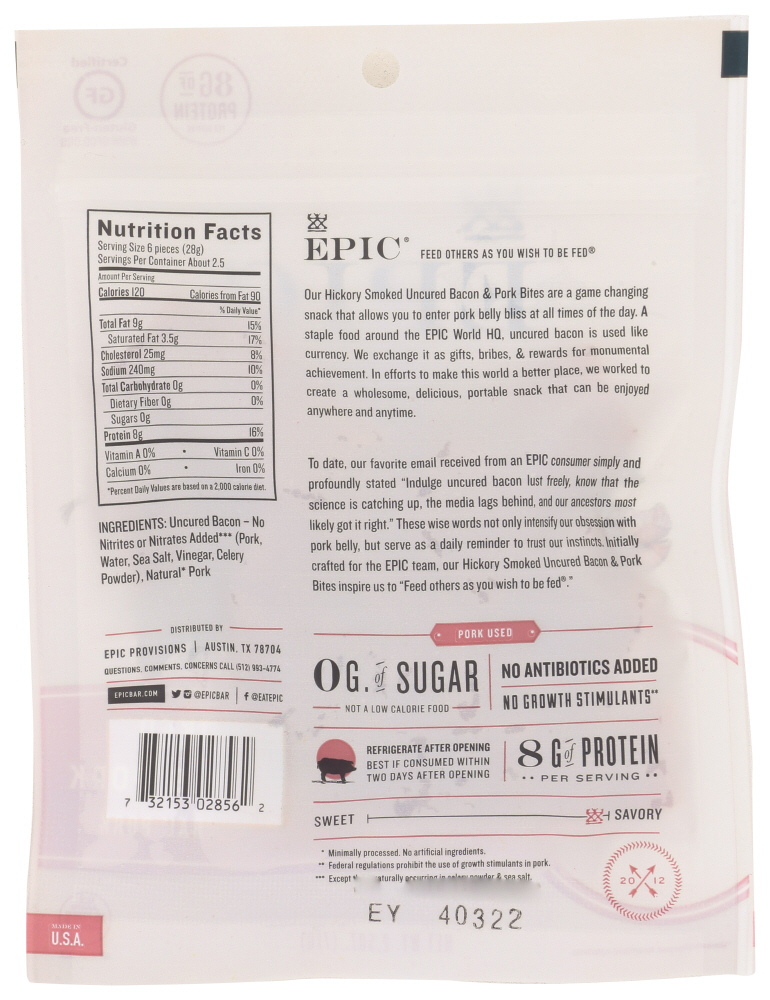 Nutrition Facts
Serving Size 6 pieces (28g)
Servings Per Container About 2.5
Amount Per Serving
Calories 120 Calories from Fat 90
% Daily Value*
Total Fat 9g 15%
Saturated Fat 3.5g 17%
Cholesterol 25mg 8%
Sodium 240mg 10%
Total Carbohydrate 0g 0%
Dietary Fiber 0g 0%
Sugars 0g
Protein 8g 16%
Vitamin A 0% • Vitamin C 0%
Calcium 0% • Iron 0%
*Percent Daily Values are based on a 2,000 calorie diet.
INGREDIENTS: Uncured Bacon – No
Nitrites or Nitrates Added*** (Pork,
Water, Sea Salt, Vinegar, Celery
Powder), Natural* Pork
DISTRIBUTED BY
EPIC PROVISIONS | AUSTIN, TX 78704
QUESTIONS, COMMENTS, CONCERNS CALL (512) 993-4774
EPICBAR.COM @EPICBAR | @EATEPIC
7 32153 02856 2
MADE IN
U.S.A.
EPIC® FEED OTHERS AS YOU WISH TO BE FED®
Our Hickory Smoked Uncured Bacon & Pork Bites are a game changing
snack that allows you to enter pork belly bliss at all times of the day. A
staple food around the EPIC World HQ, uncured bacon is used like
currency. We exchange it as gifts, bribes, & rewards for monumental
achievement. In efforts to make this world a better place, we worked to
create a wholesome, delicious, portable snack that can be enjoyed
anywhere and anytime.
To date, our favorite email received from an EPIC consumer simply and
profoundly stated “Indulge uncured bacon lust freely, know that the
science is catching up, the media lags behind, and our ancestors most
likely got it right.” These wise words not only intensify our obsession with
pork belly, but serve as a daily reminder to trust our instincts. Initially
crafted for the EPIC team, our Hickory Smoked Uncured Bacon & Pork
Bites inspire us to “Feed others as you wish to be fed®.”
PORK USED
0 G. of SUGAR
NOT A LOW CALORIE FOOD
NO ANTIBIOTICS ADDED
NO GROWTH STIMULANTS**
REFRIGERATE AFTER OPENING
BEST IF CONSUMED WITHIN
TWO DAYS AFTER OPENING
8 G of PROTEIN
•• PER SERVING ••
SWEET SAVORY
* Minimally processed. No artificial ingredients.
** Federal regulations prohibit the use of growth stimulants in pork.
*** Except naturally occurring in celery powder & sea salt.
2012
EY 40322